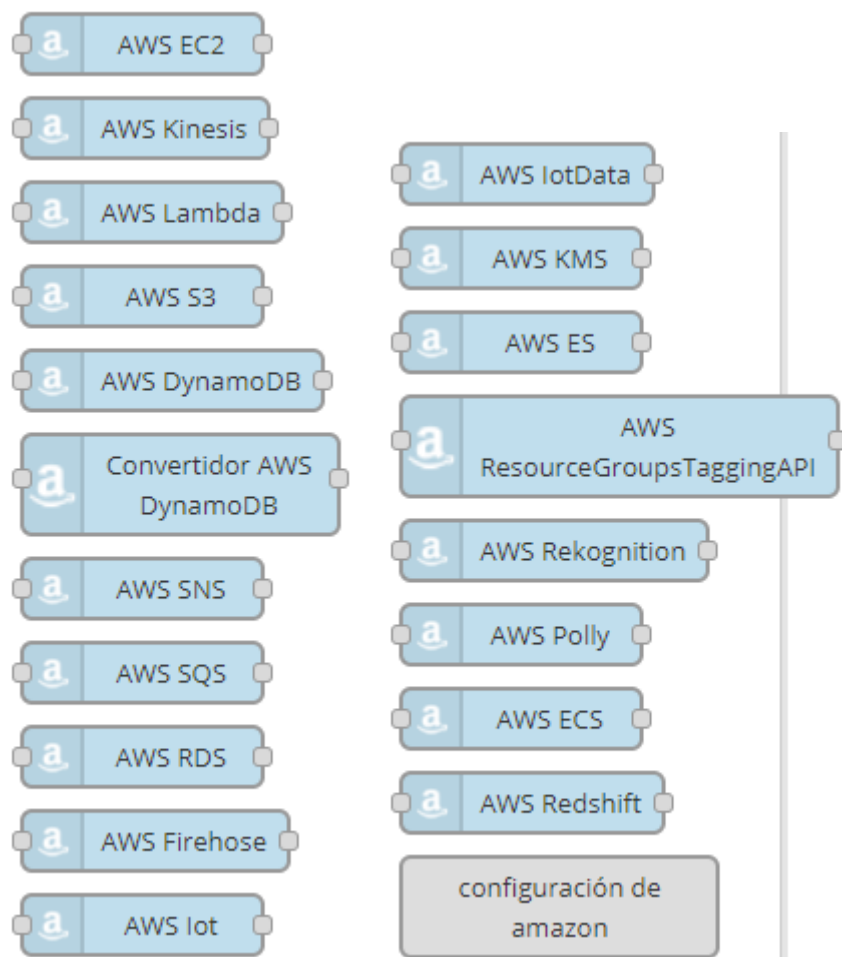 AWS EC2
AWS Kinesis
AWS Lambda
AWS S3
AWS DynamoDB
Convertidor AWS
DynamoDB
AWS SNS
AWS SQS
AWS RDS
AWS Firehose
AWS Iot
AWS IotData
AWS KMS
AWS ES
AWS
ResourceGroupsTaggingAPI
AWS Rekognition
AWS Polly
AWS ECS
AWS Redshift
configuración de
amazon